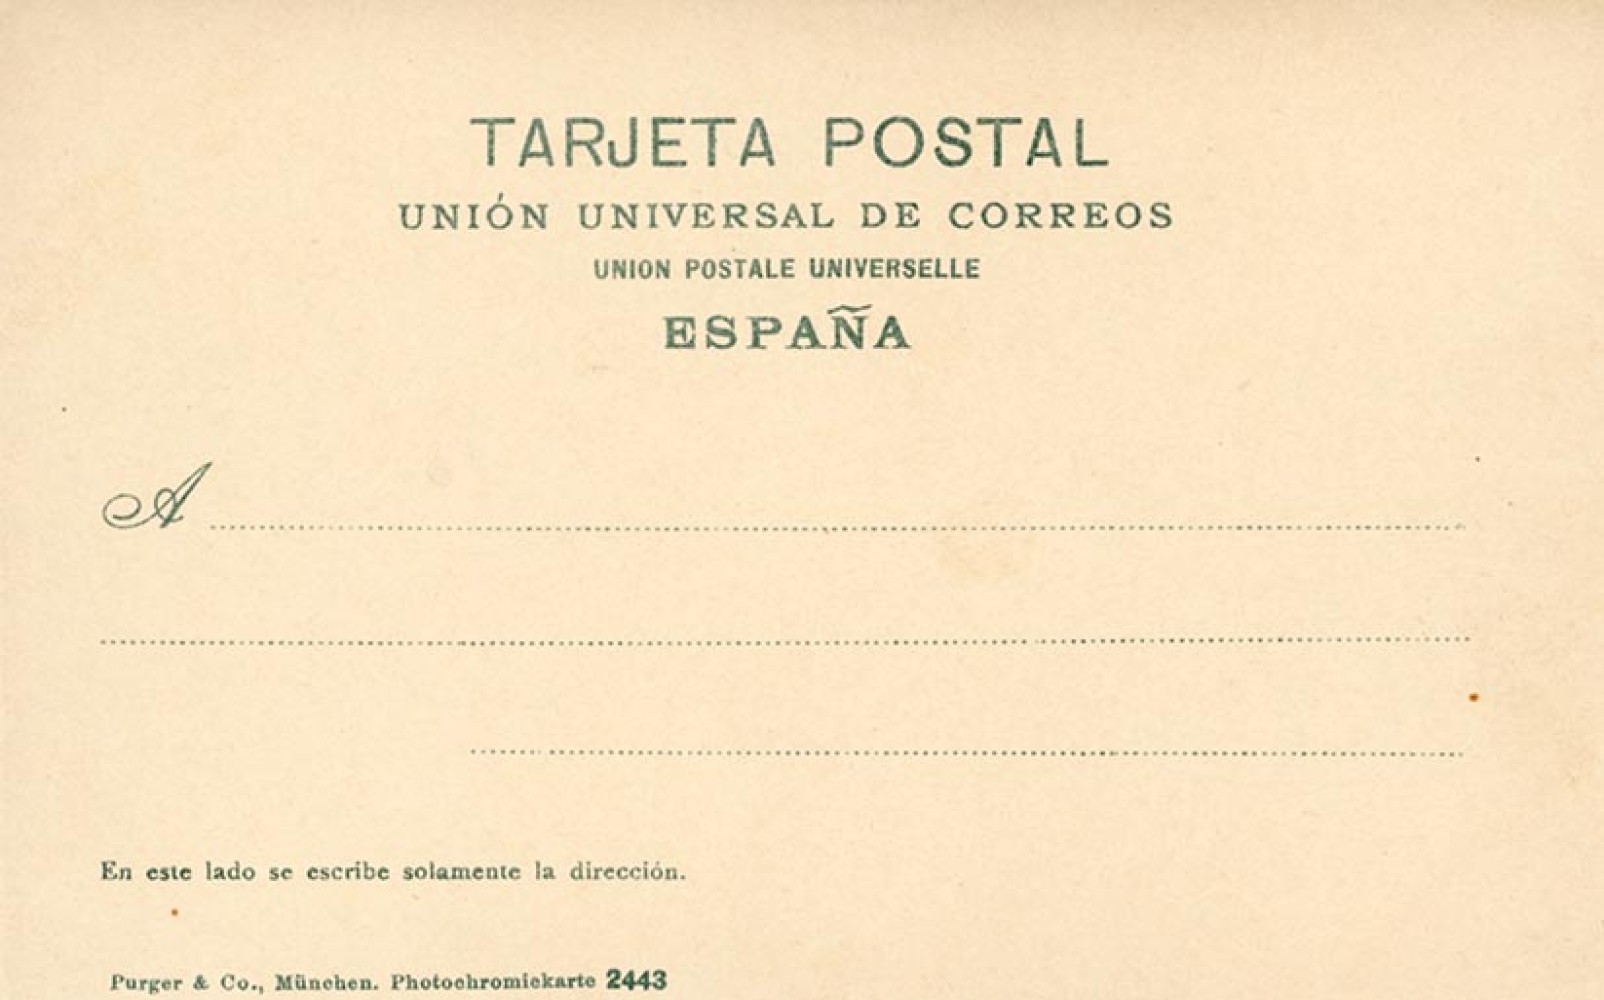 TARJETA POSTAL
UNIÓN UNIVERSAL DE CORREOS
UNION POSTALE UNIVERSELLE
ESPAÑA
A
En este lado se escribe solamente la dirección.
Purger & Co., München. Photochromiekarte 2443